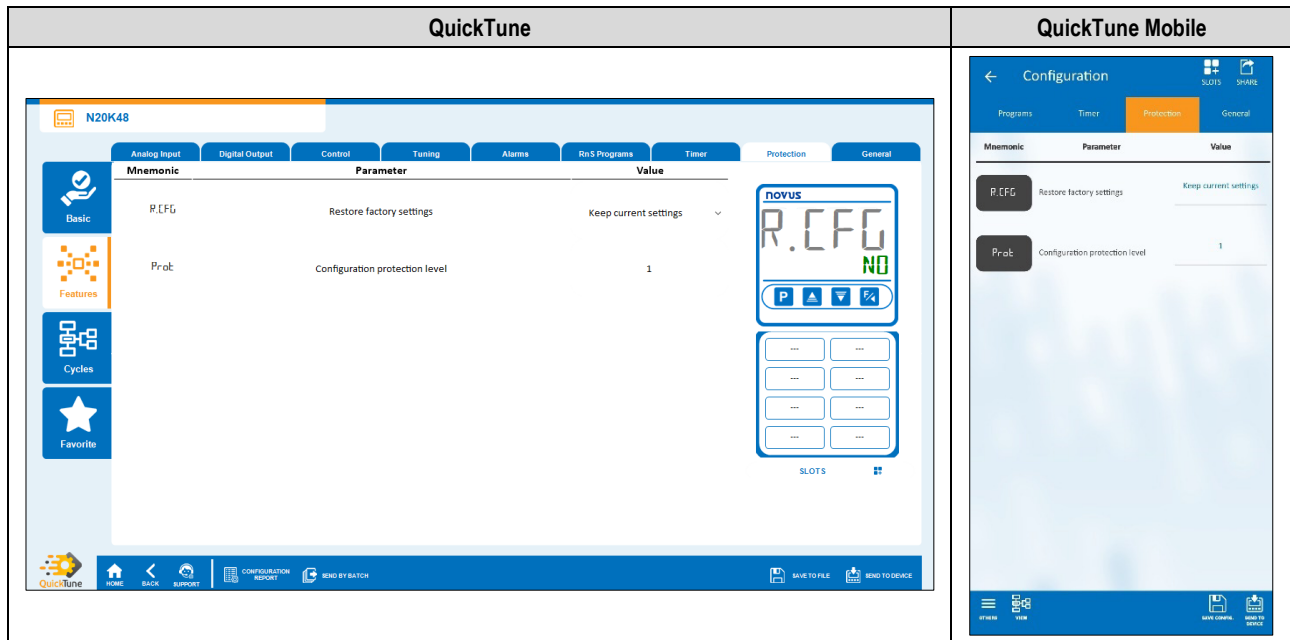 QuickTune
QuickTune Mobile
N20K48
Analog Input Digital Output Control Tuning Alarms RnS Programs Timer Protection General
Mnemonic Parameter Value
R.CFG Restore factory settings Keep current settings
Prot Configuration protection level 1
Basic
Features
Cycles
Favorite
novus
R.CFG
NO
P F/
--- ---
--- ---
--- ---
--- ---
SLOTS
QuickTune
HOME BACK SUPPORT CONFIGURATION REPORT SEND BY BATCH SAVE TO FILE SEND TO DEVICE
Configuration
SLOTS SHARE
Programs Timer Protection General
Mnemonic Parameter Value
R.CFG Restore factory settings Keep current settings
Prot Configuration protection level 1
OTHERS VIEW SAVE CONFIG. SEND TO DEVICE